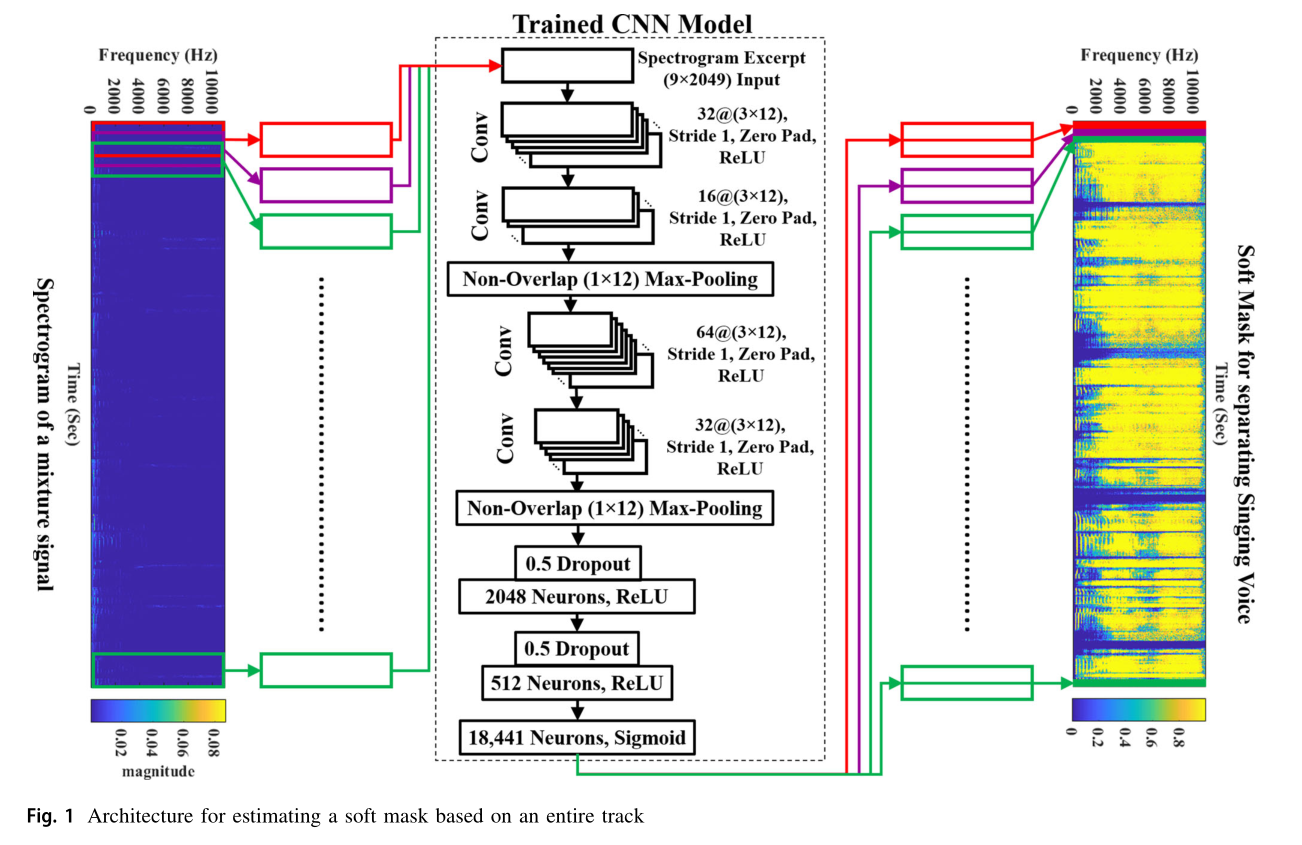 Trained CNN Model
Frequency (Hz)
0
2000
4000
6000
8000
10000
Spectrogram of a mixture signal
Time (Sec)
0.02
0.04
0.06
0.08
magnitude
Spectrogram Excerpt
(9×2049) Input
Conv
32@(3×12),
Stride 1, Zero Pad,
ReLU
Conv
16@(3×12),
Stride 1, Zero Pad,
ReLU
Non-Overlap (1×12) Max-Pooling
Conv
64@(3×12),
Stride 1, Zero Pad,
ReLU
Conv
32@(3×12),
Stride 1, Zero Pad,
ReLU
Non-Overlap (1×12) Max-Pooling
0.5 Dropout
2048 Neurons, ReLU
0.5 Dropout
512 Neurons, ReLU
18,441 Neurons, Sigmoid
Frequency (Hz)
0
2000
4000
6000
8000
10000
Time (Sec)
Soft Mask for separating Singing Voice
0
0.2
0.4
0.6
0.8
Fig. 1 Architecture for estimating a soft mask based on an entire track